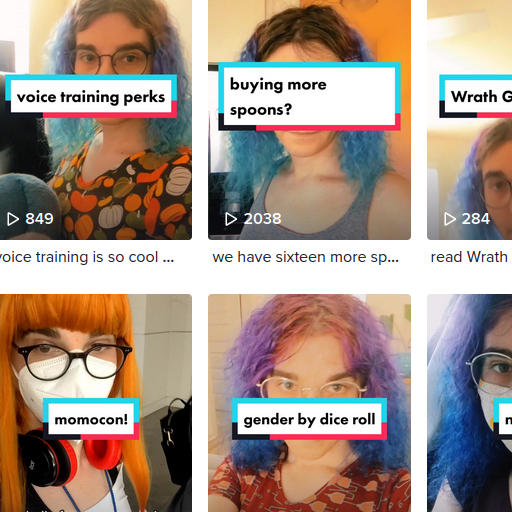 voice training perks
buying more
spoons?
Wrath G
849
2038
284
voice training is so cool ...
we have sixteen more sp...
read Wrath
momocon!
gender by dice roll